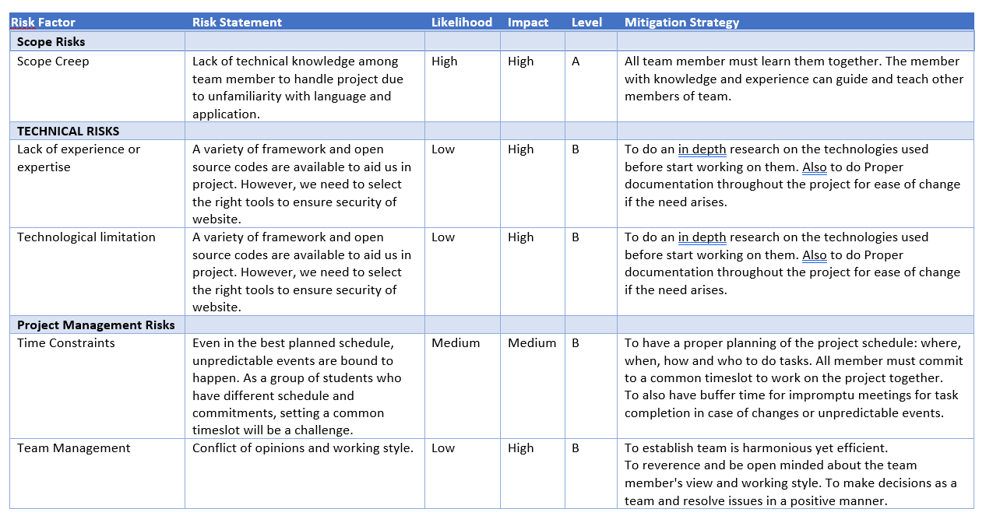 Risk Factor Risk Statement Likelihood Impact Level Mitigation Strategy
Scope Risks
Scope Creep Lack of technical knowledge among High High A All team member must learn them together. The member
team member to handle project due with knowledge and experience can guide and teach other
to unfamiliarity with language and members of team.
application.
TECHNICAL RISKS
Lack of experience or A variety of framework and open Low High B To do an in depth research on the technologies used
expertise source codes are available to aid us in before start working on them. Also to do Proper
project. However, we need to select documentation throughout the project for ease of change
the right tools to ensure security of if the need arises.
website.
Technological limitation A variety of framework and open Low High B To do an in depth research on the technologies used
source codes are available to aid us in before start working on them. Also to do Proper
project. However, we need to select documentation throughout the project for ease of change
the right tools to ensure security of if the need arises.
website.
Project Management Risks
Time Constraints Even in the best planned schedule, Medium Medium B To have a proper planning of the project schedule: where,
unpredictable events are bound to when, how and who to do tasks. All member must commit
happen. As a group of students who to a common timeslot to work on the project together.
have different schedule and To also have buffer time for impromptu meetings for task
commitments, setting a common completion in case of changes or unpredictable events.
timeslot will be a challenge.
Team Management Conflict of opinions and working style. Low High B To establish team is harmonious yet efficient.
To reverence and be open minded about the team
member's view and working style. To make decisions as a
team and resolve issues in a positive manner.